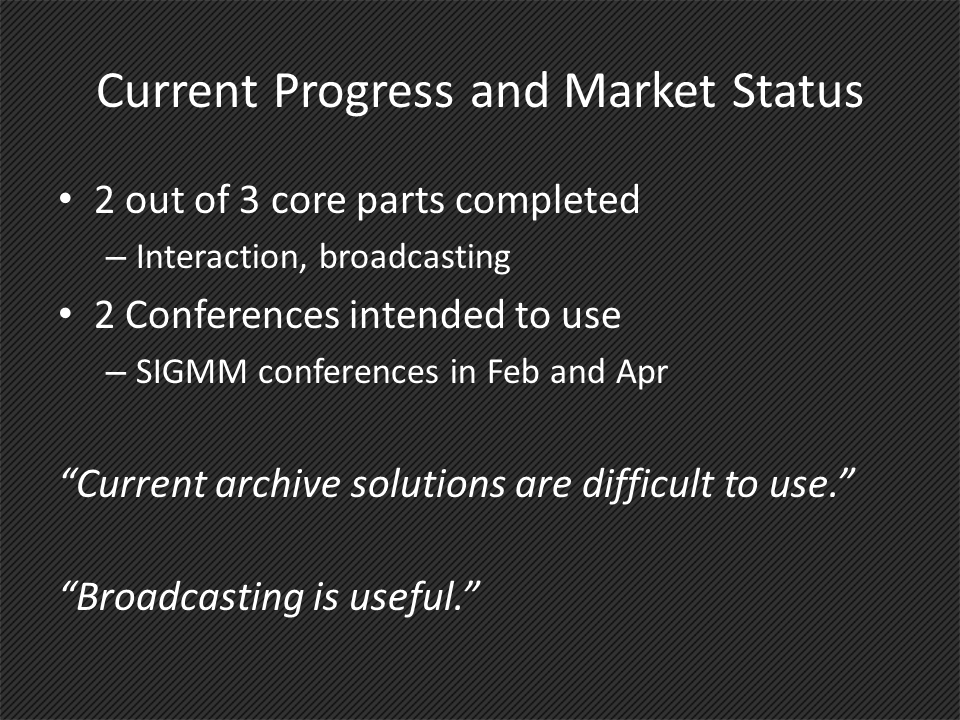 Current Progress and Market Status
• 2 out of 3 core parts completed
– Interaction, broadcasting
• 2 Conferences intended to use
– SIGMM conferences in Feb and Apr
“Current archive solutions are difficult to use.”
“Broadcasting is useful.”